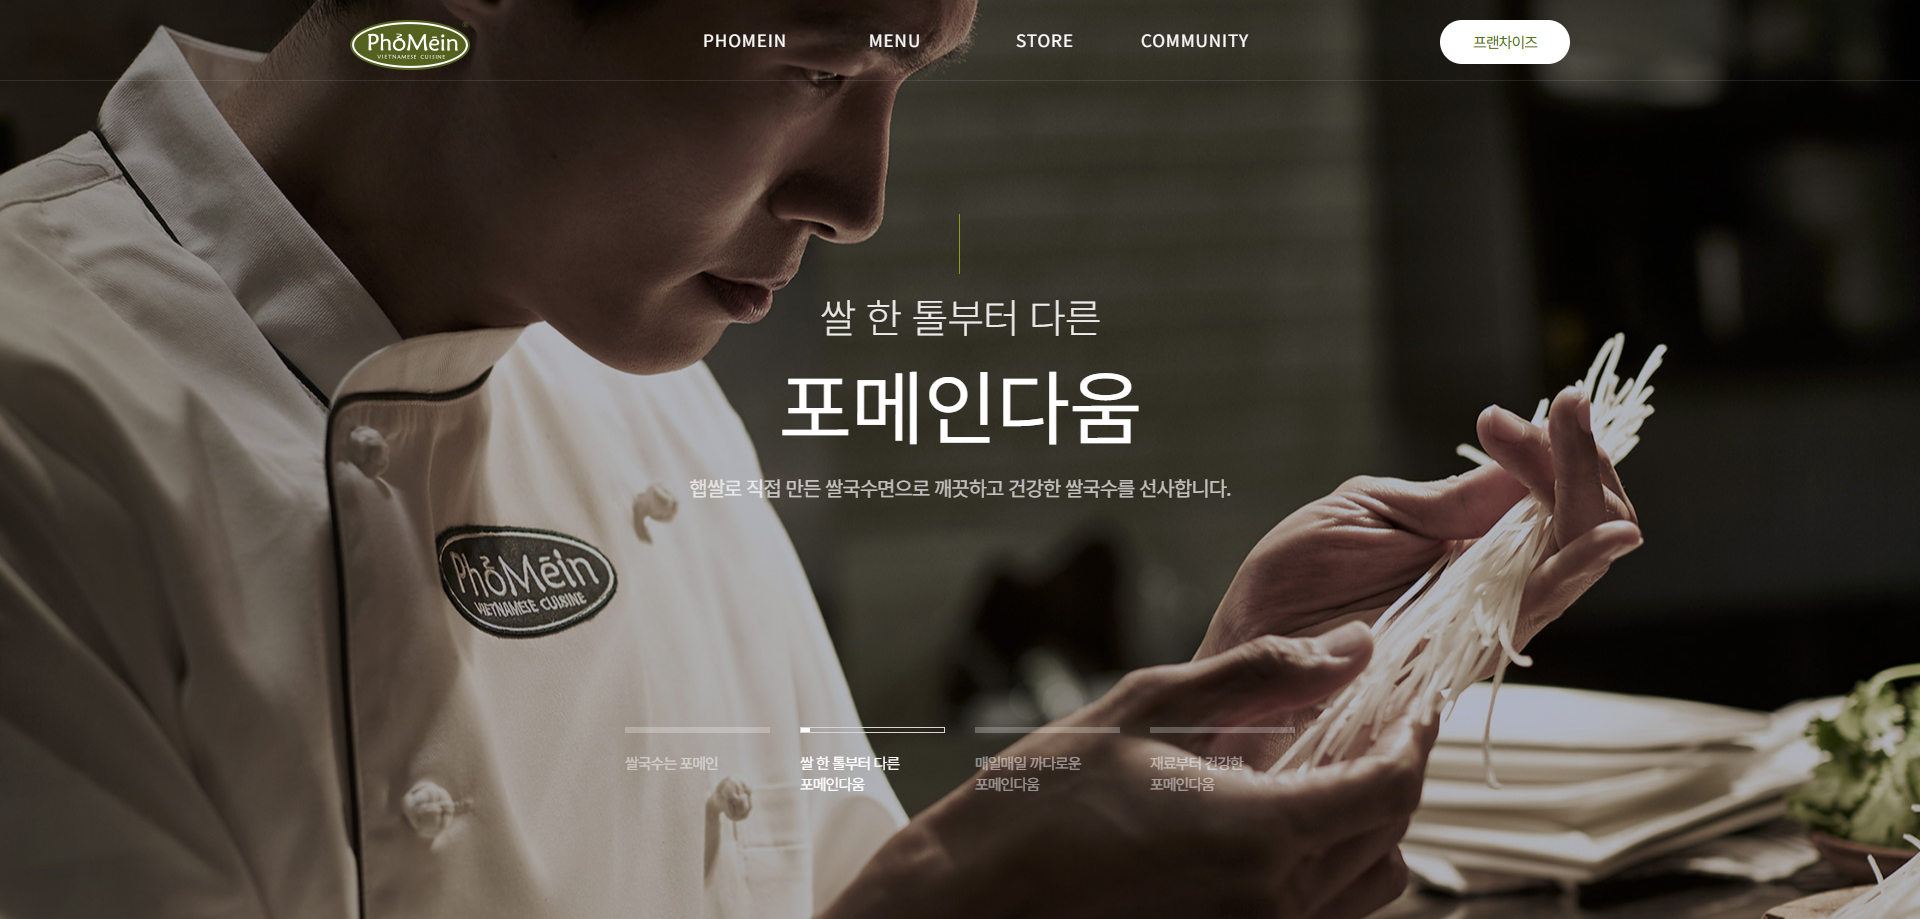 PhỏMēin
VIETNAMESE CUISINE
PHOMEIN
MENU
STORE
COMMUNITY
프랜차이즈
쌀 한 톨부터 다른
포메인다움
햅쌀로 직접 만든 쌀국수면으로 깨끗하고 건강한 쌀국수를 선사합니다.
PhỏMēin
VIETNAMESE CUISINE
쌀국수는 포메인
쌀 한 톨부터 다른
포메인다움
매일매일 까다로운
포메인다움
재료부터 건강한
포메인다움